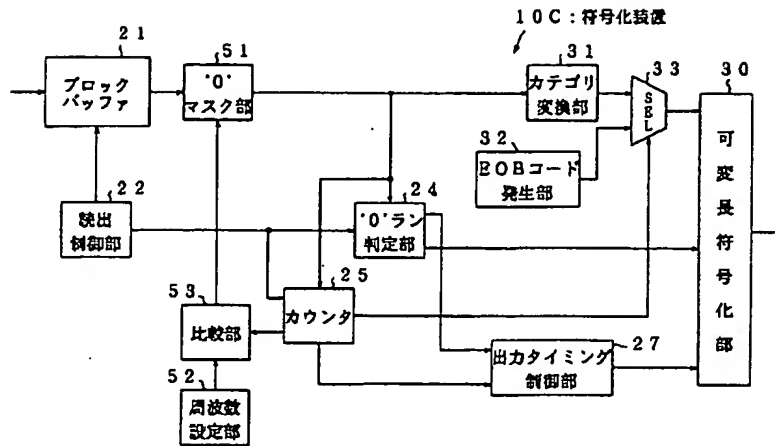 10C:符号化装置
21
ブロック
バッファ
51
'0'
マスク部
31
カテゴリ
変換部
33
SEL
30
可変長符号化部
32
EOBコード
発生部
22
読出
制御部
24
'0'ラン
判定部
25
カウンタ
53
比較部
27
出力タイミング
制御部
52
周波数
設定部